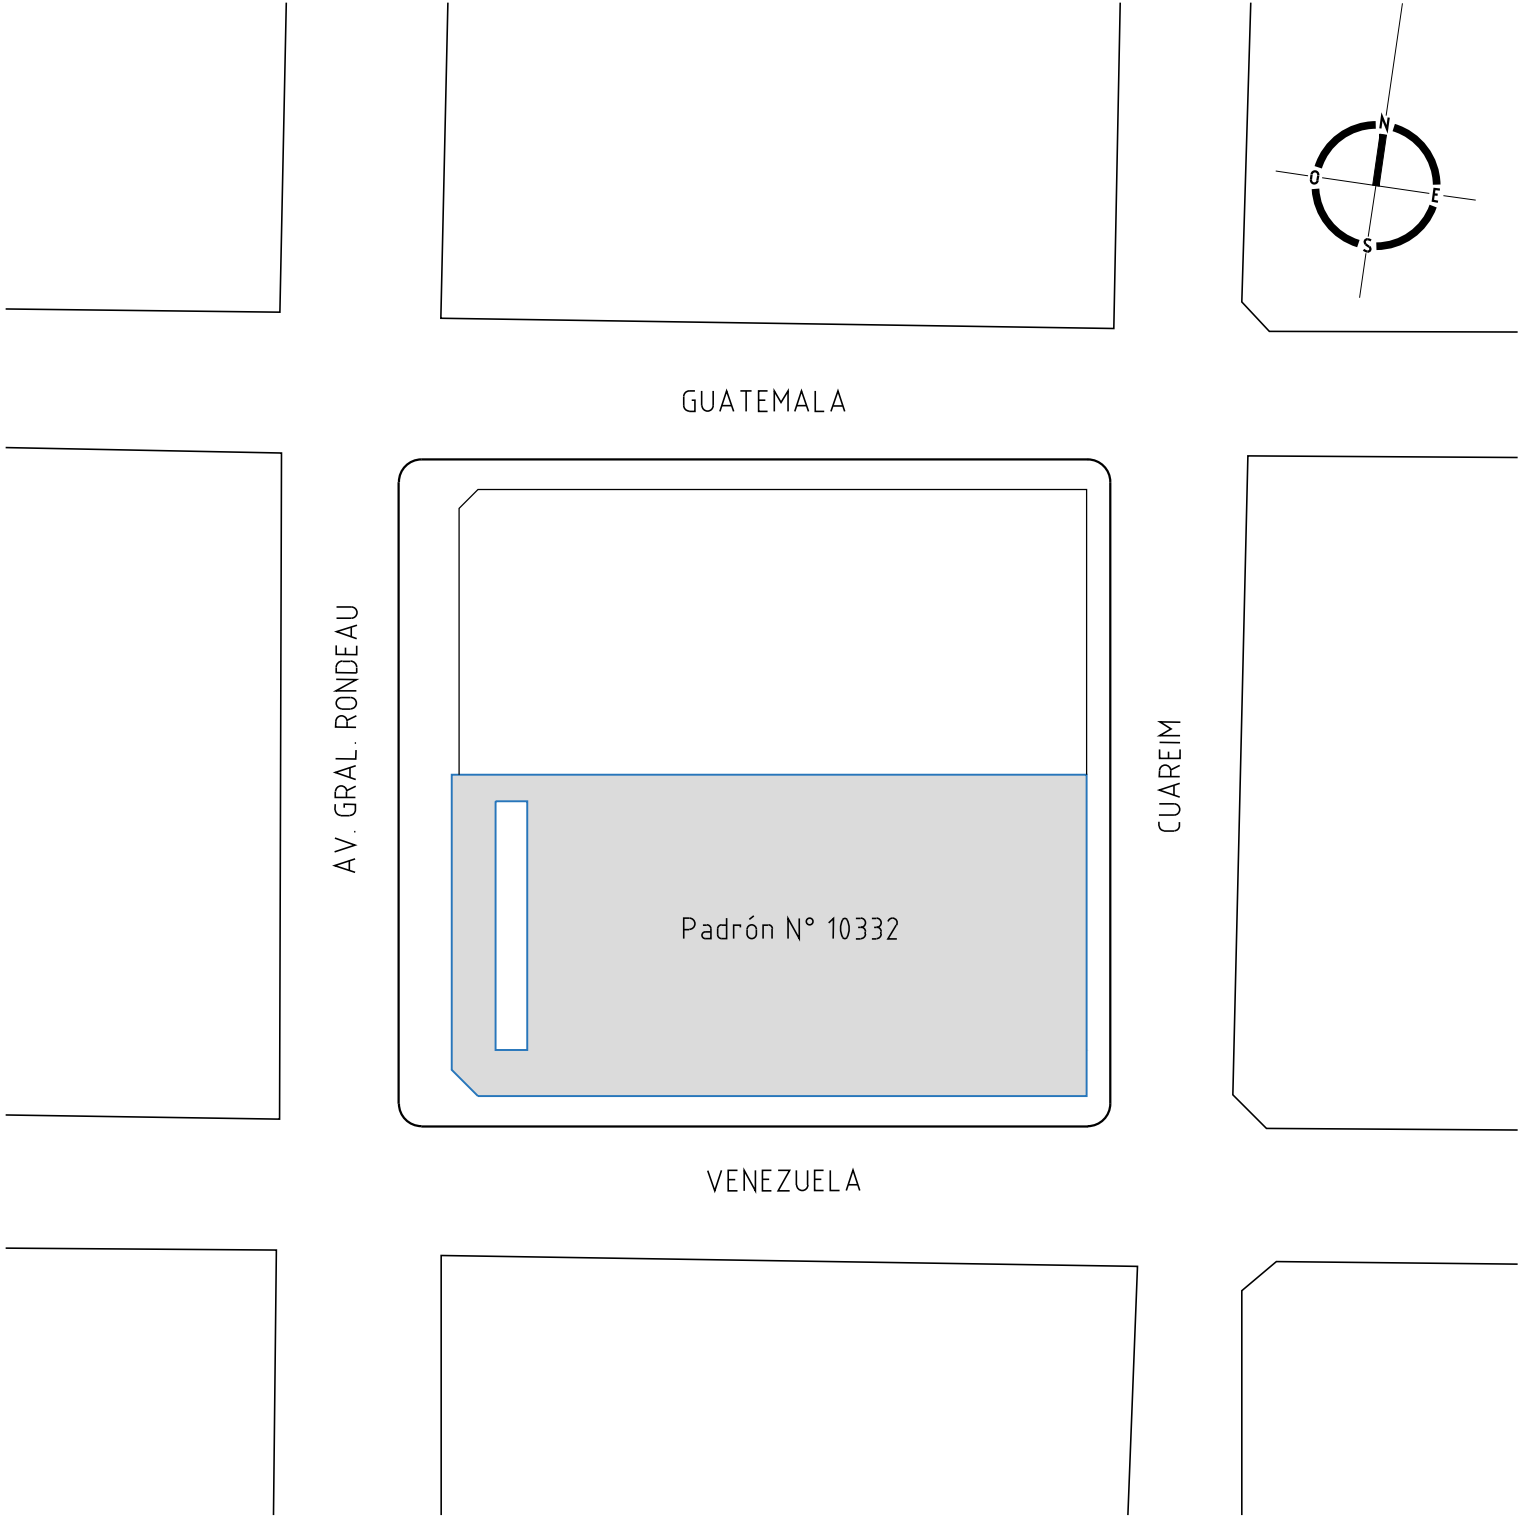 N
O
E
S
GUATEMALA
AV. GRAL. RONDEAU
CUAREIM
Padrón N° 10332
VENEZUELA